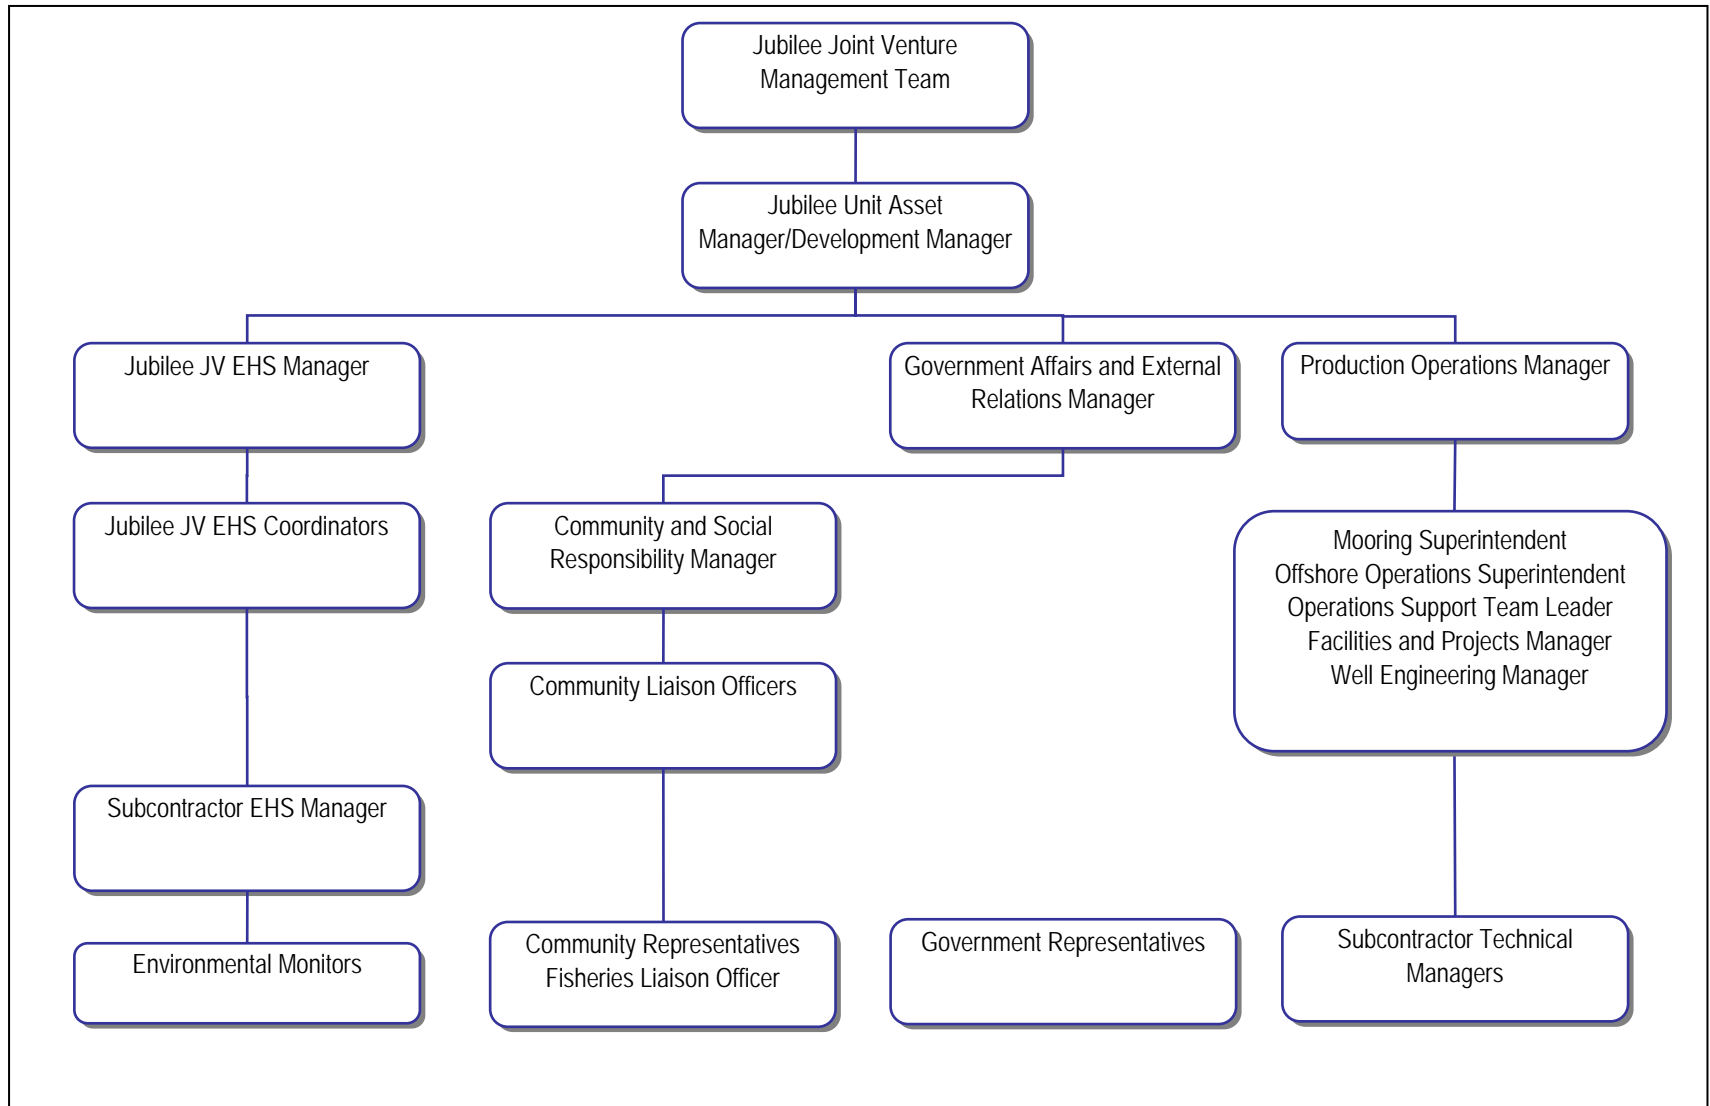 Jubilee Joint Venture
Management Team
Jubilee Unit Asset
Manager/Development Manager
Jubilee JV EHS Manager
Government Affairs and External
Relations Manager
Production Operations Manager
Jubilee JV EHS Coordinators
Community and Social
Responsibility Manager
Mooring Superintendent
Offshore Operations Superintendent
Operations Support Team Leader
Facilities and Projects Manager
Well Engineering Manager
Community Liaison Officers
Subcontractor EHS Manager
Environmental Monitors
Community Representatives
Fisheries Liaison Officer
Government Representatives
Subcontractor Technical
Managers